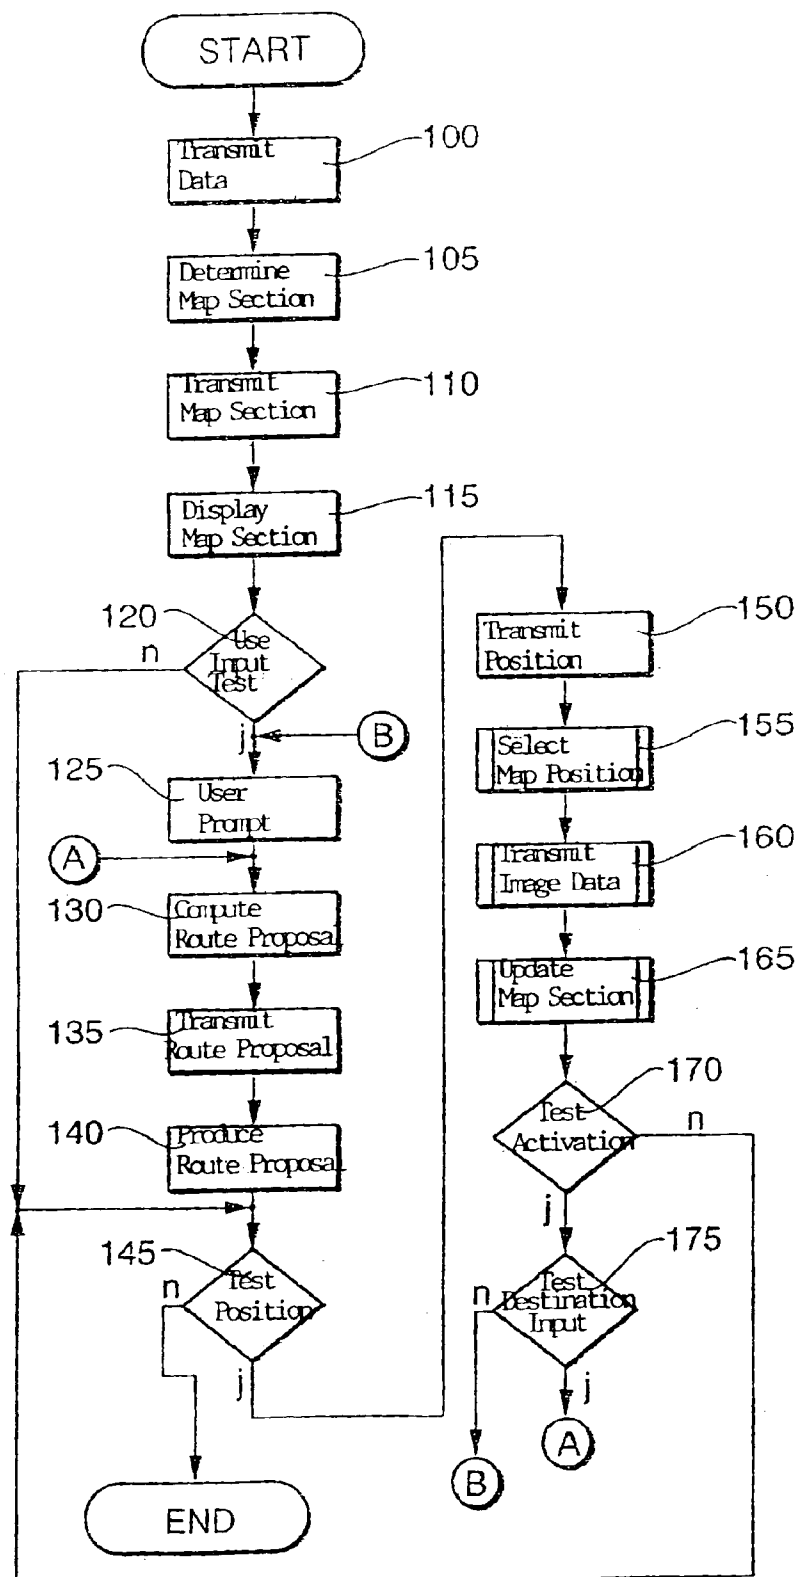 START
Transmit
Data
100
Determine
Map Section
105
Transmit
Map Section
110
Display
Map Section
115
120
Use
Input
Test
n
j
B
125
User
Prompt
A
130
Compute
Route Proposal
135
Transmit
Route Proposal
140
Produce
Route Proposal
145
Test
Position
n
j
END
150
Transmit
Position
155
Select
Map Position
160
Transmit
Image Data
165
Update
Map Section
170
Test
Activation
n
j
175
Test
Destination
Input
n
j
A
B